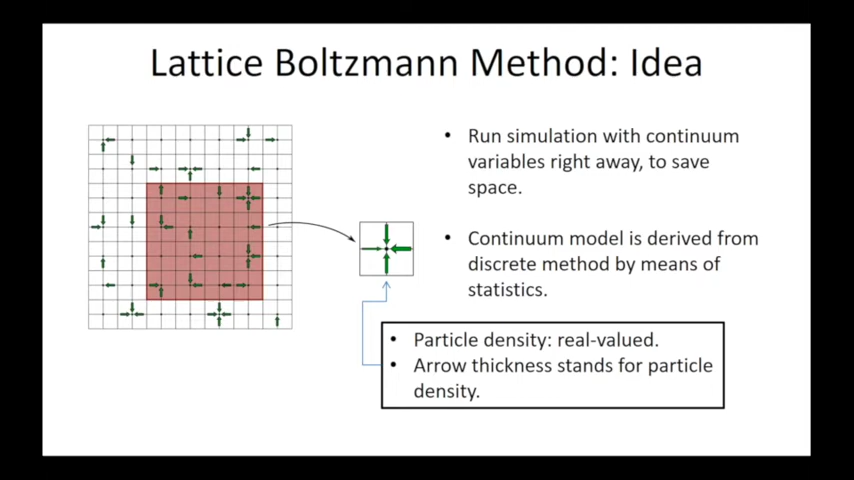 Lattice Boltzmann Method: Idea
• Run simulation with continuum
variables right away, to save
space.
• Continuum model is derived from
discrete method by means of
statistics.
• Particle density: real-valued.
• Arrow thickness stands for particle
density.